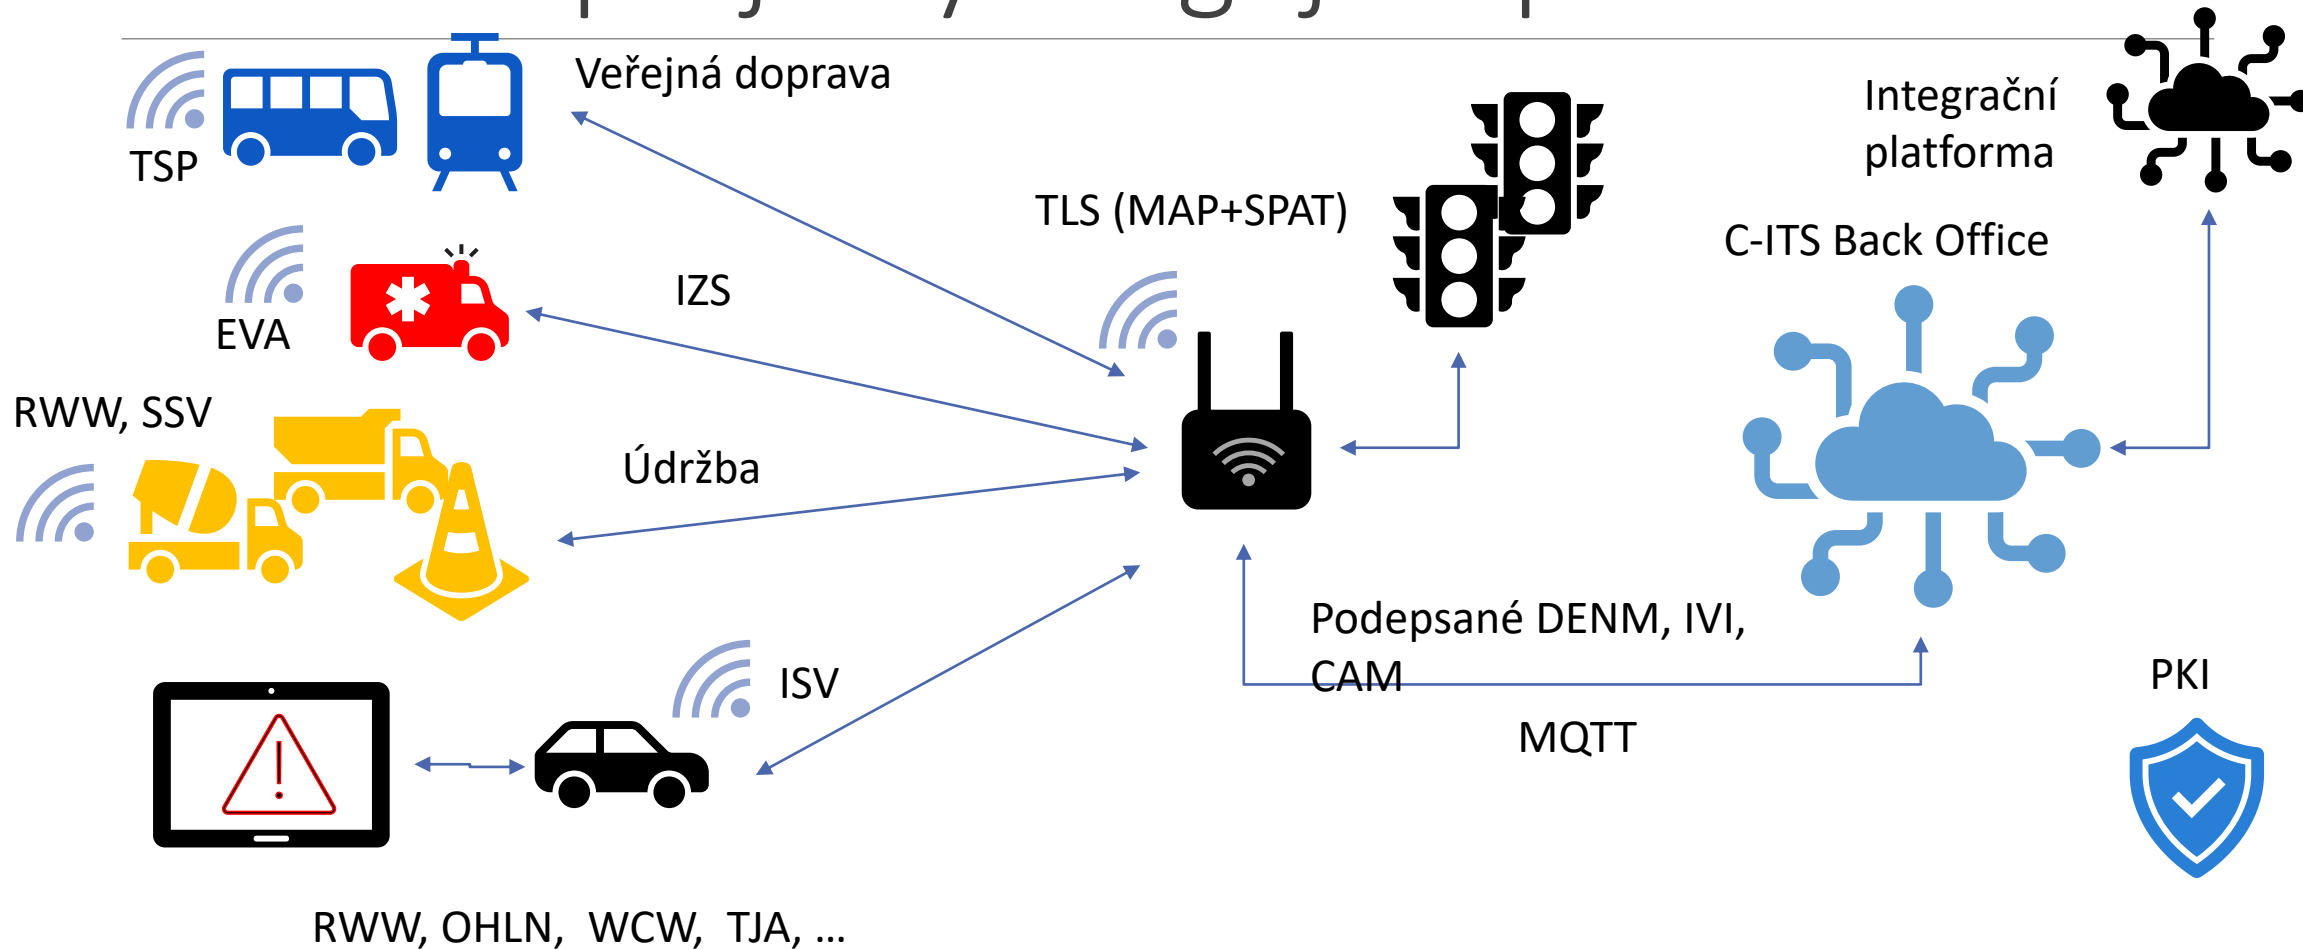 Veřejná doprava
TSP
Integrační
platforma
TLS (MAP+SPAT)
C-ITS Back Office
IZS
EVA
RWW, SSV
Údržba
Podepsané DENM, IVI,
CAM
ISV
PKI
MQTT
RWW, OHLN, WCW, TJA, ...